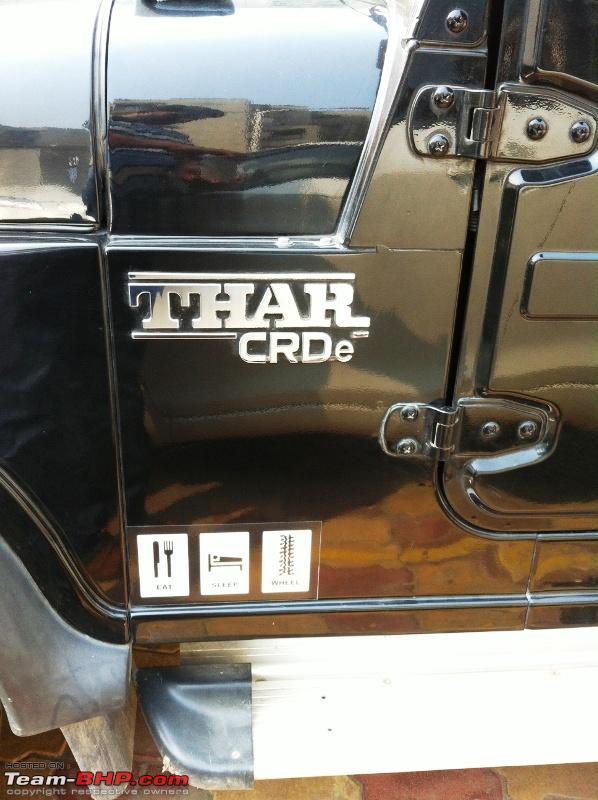 THAR
CRDe
EAT SLEEP WHEEL
HOSTED ON
Team-BHP.com
copyright respective owners